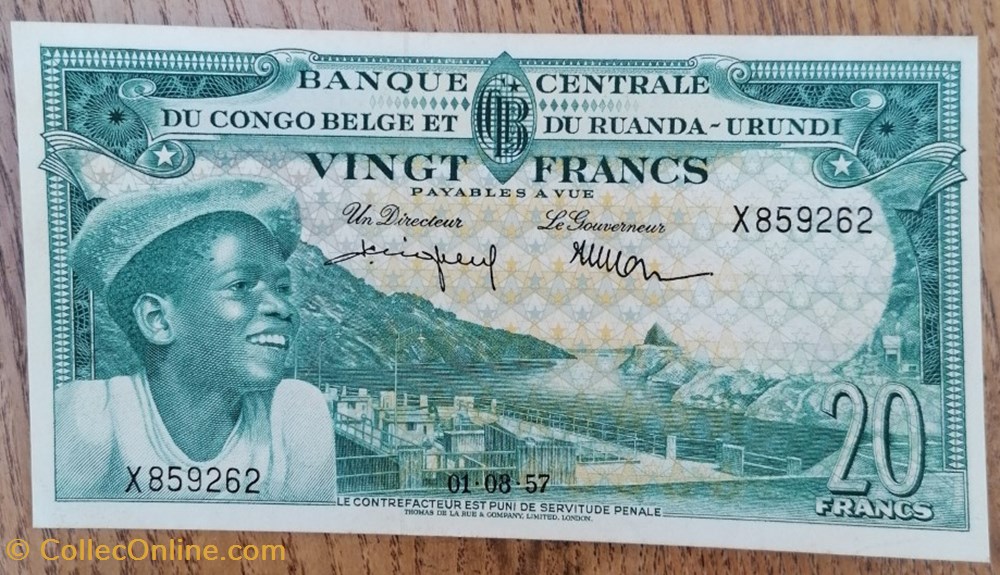 BANQUE CENTRALE
DU CONGO BELGE ET DU RUANDA-URUNDI
VINGT FRANCS
PAYABLES A VUE
Un Directeur Le Gouverneur
X859262
X859262
01·08·57
20
FRANCS
LE CONTREFACTEUR EST PUNI DE SERVITUDE PENALE
THOMAS DE LA RUE & COMPANY, LIMITED, LONDON.
© CollecOnline.com